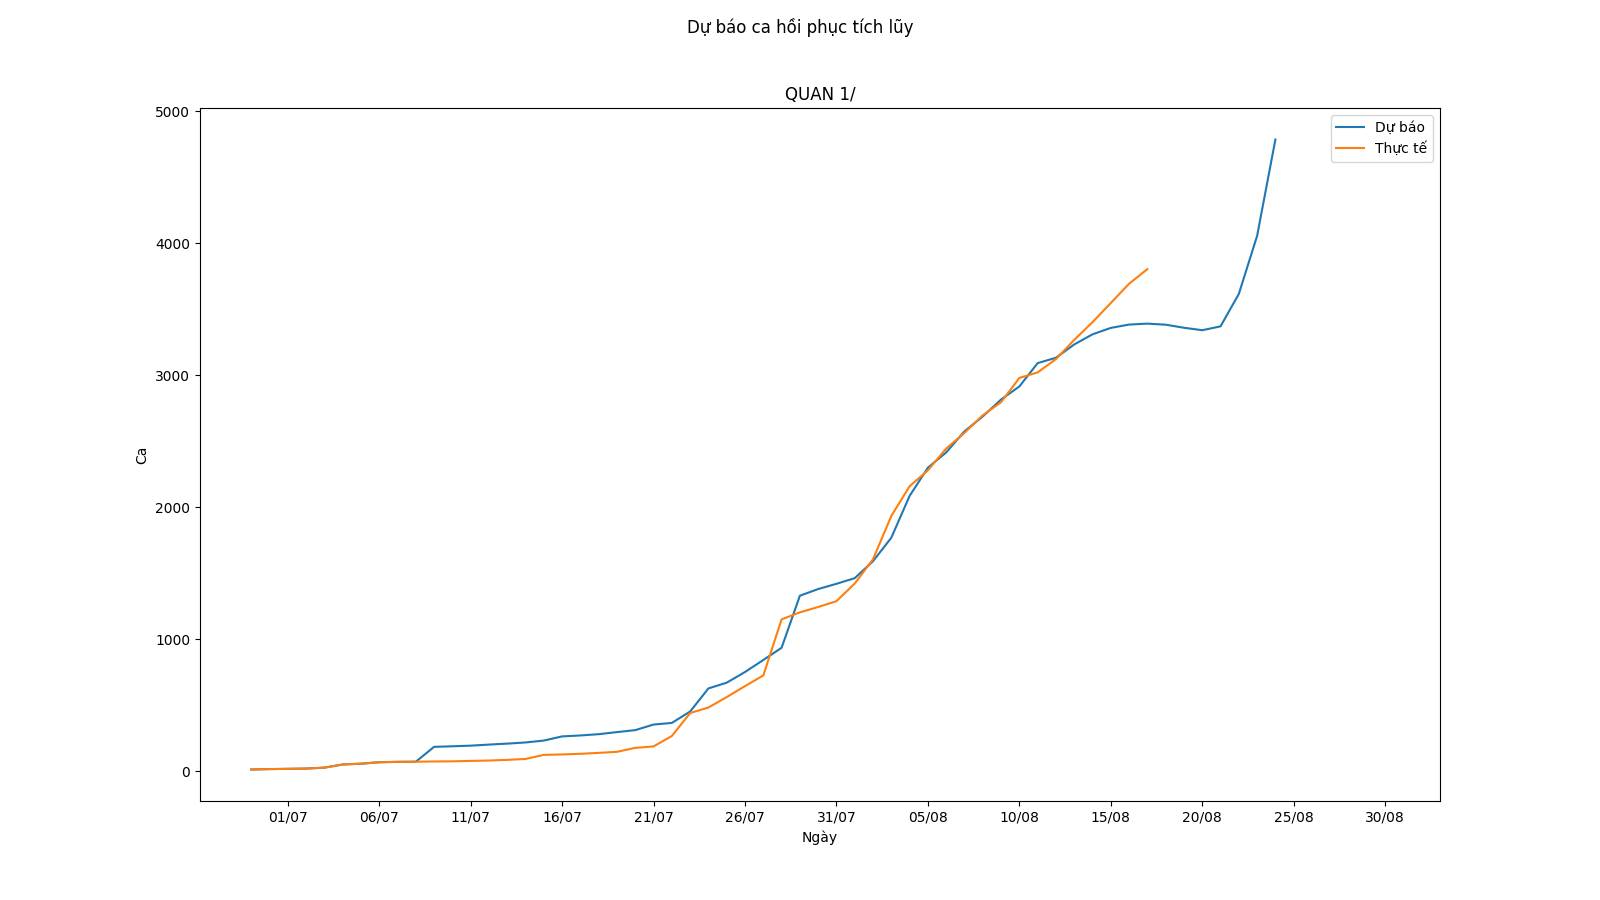 Dự báo ca hồi phục tích lũy
QUAN 1/
Dự báo
Thực tế
5000
4000
3000
2000
1000
0
Ca
01/07 06/07 11/07 16/07 21/07 26/07 31/07 05/08 10/08 15/08 20/08 25/08 30/08
Ngày